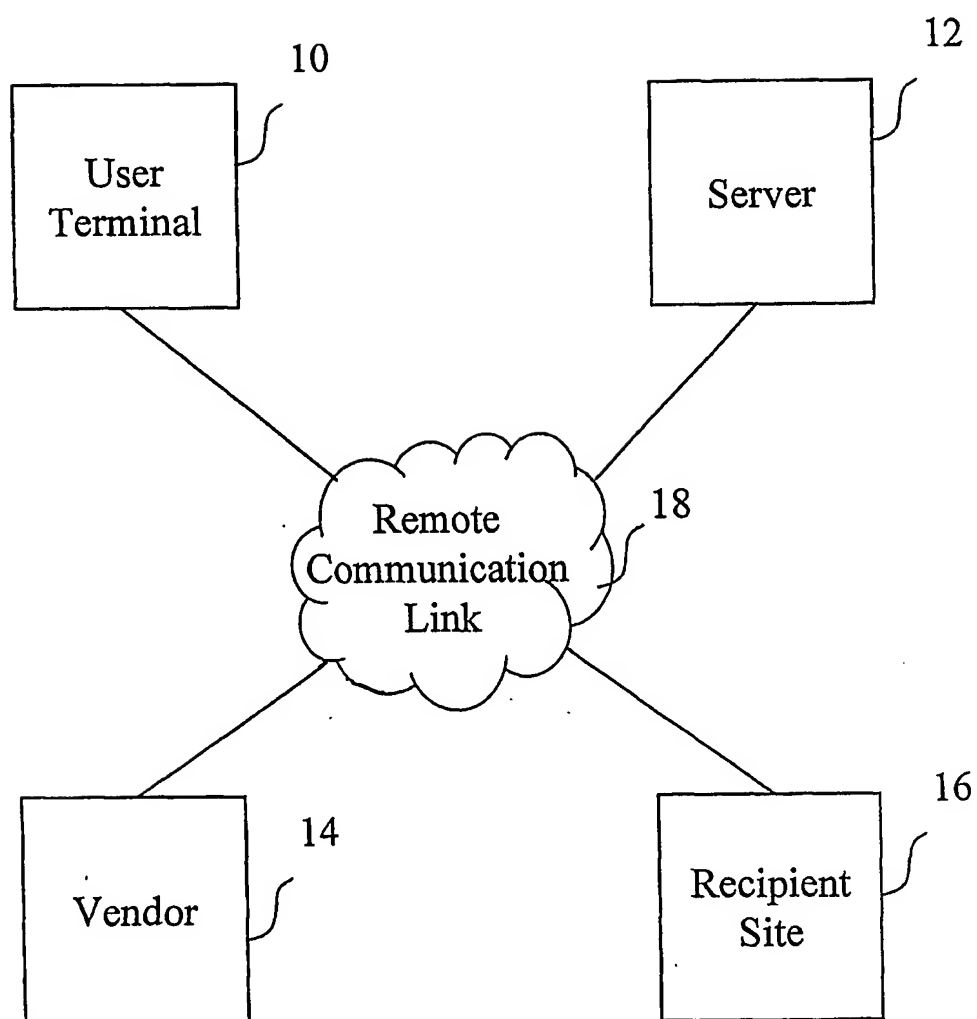 10
12
User
Terminal
Server
Remote
Communication
Link
18
14
16
Vendor
Recipient
Site